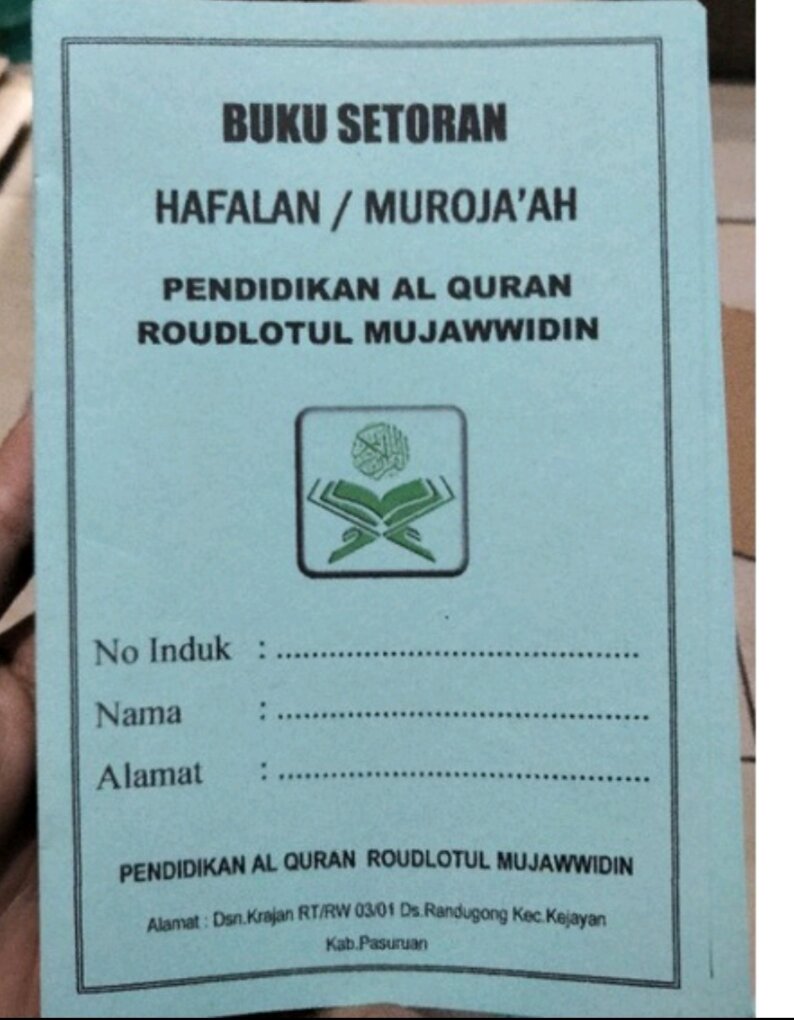 BUKU SETORAN
HAFALAN / MUROJA'AH
PENDIDIKAN AL QURAN
ROUDLOTUL MUJAWWIDIN
No Induk : ................................................
Nama : ................................................
Alamat : ................................................
PENDIDIKAN AL QURAN ROUDLOTUL MUJAWWIDIN
Alamat : Dsn.Krajan RT/RW 03/01 Ds.Randugong Kec.Kejayan
Kab.Pasuruan